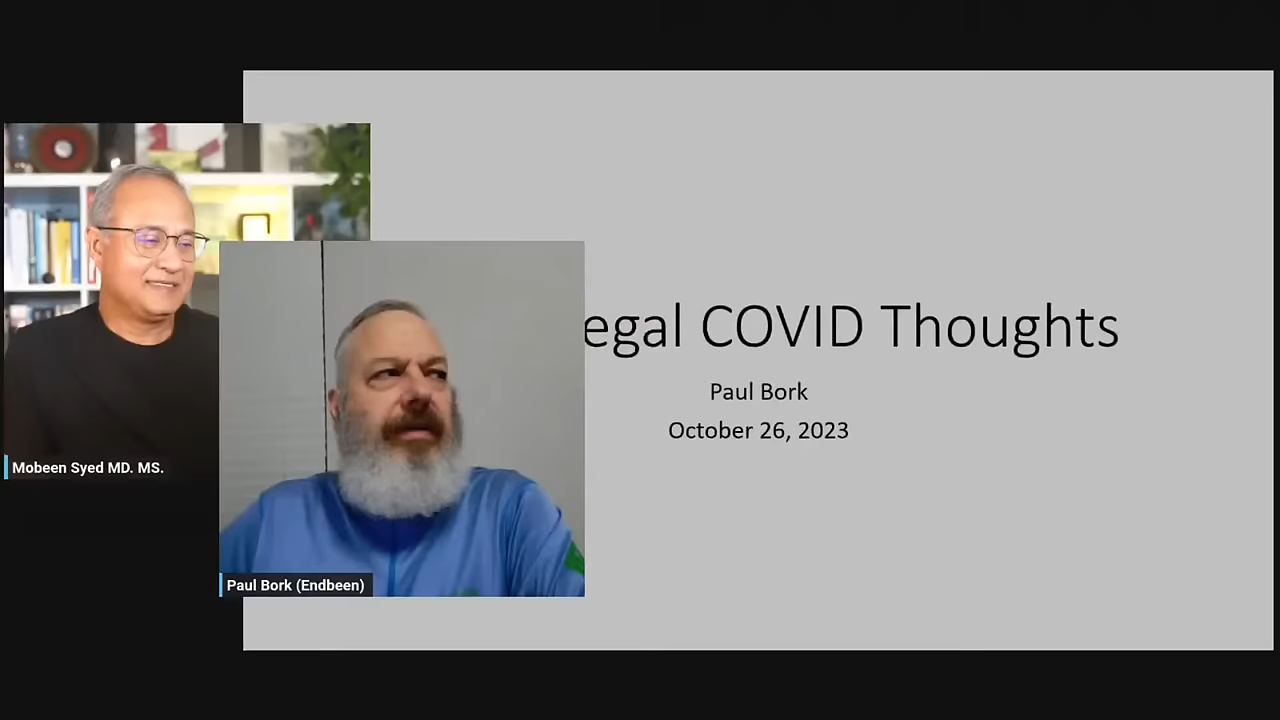 egal COVID Thoughts
Paul Bork
October 26, 2023
Mobeen Syed MD. MS.
Paul Bork (Endbeen)